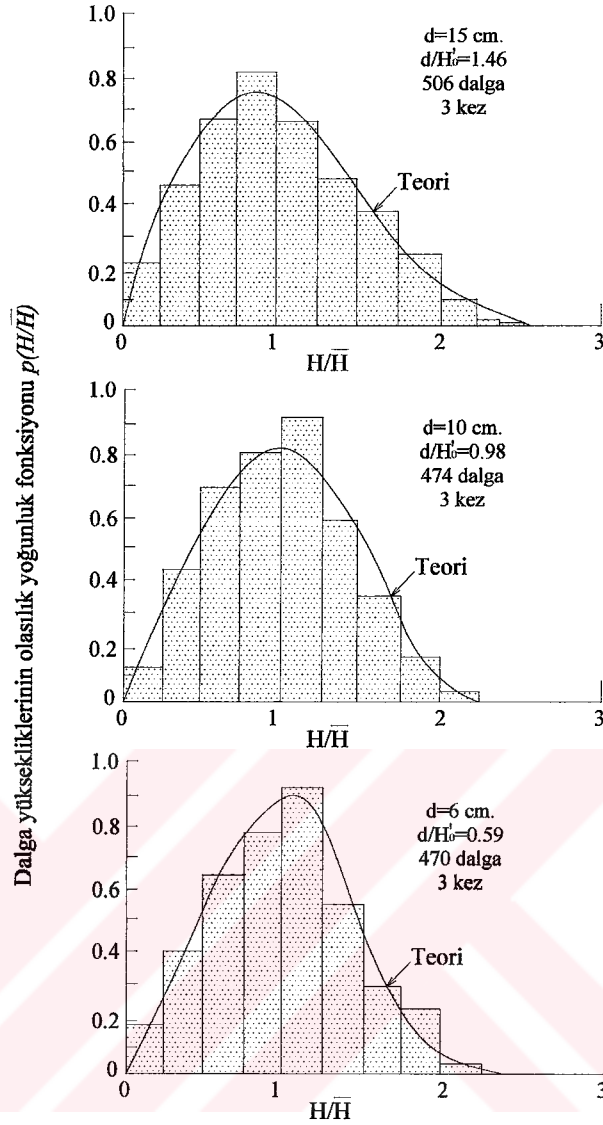 Dalga yüksekliklerinin olasılık yoğunluk fonksiyonu p(H/H̅)
1.0
0.8
0.6
0.4
0.2
0
0
1
2
3
H/H̅
d=15 cm.
d/H₀'=1.46
506 dalga
3 kez
Teori
1.0
0.8
0.6
0.4
0.2
0
0
1
2
3
H/H̅
d=10 cm.
d/H₀'=0.98
474 dalga
3 kez
Teori
1.0
0.8
0.6
0.4
0.2
0
0
1
2
3
H/H̅
d=6 cm.
d/H₀'=0.59
470 dalga
3 kez
Teori